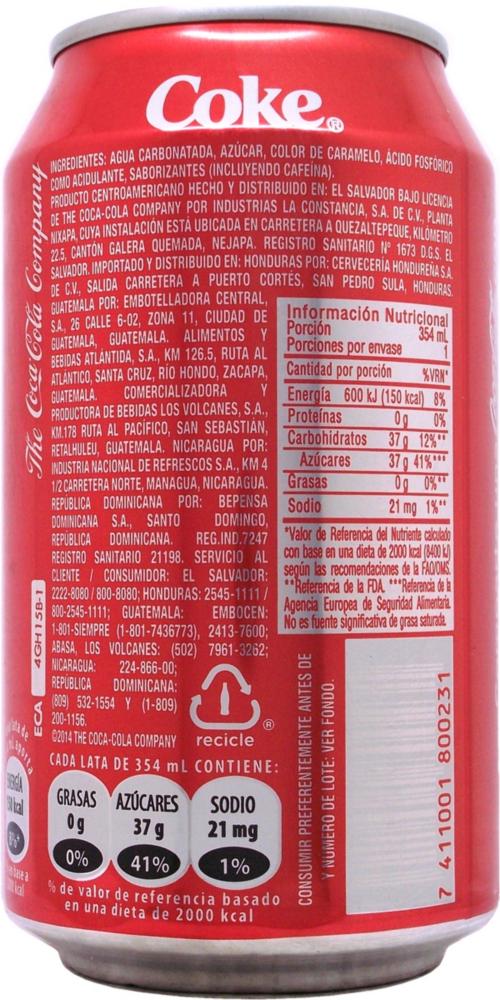 Coke®
The Coca-Cola Company
INGREDIENTES: AGUA CARBONATADA, AZÚCAR, COLOR DE CARAMELO, ÁCIDO FOSFÓRICO
COMO ACIDULANTE, SABORIZANTES (INCLUYENDO CAFEÍNA).
PRODUCTO CENTROAMERICANO HECHO Y DISTRIBUIDO EN: EL SALVADOR BAJO LICENCIA
DE THE COCA-COLA COMPANY POR INDUSTRIAS LA CONSTANCIA, S.A. DE C.V., PLANTA
NIXAPA, CUYA INSTALACIÓN ESTÁ UBICADA EN CARRETERA A QUEZALTEPEQUE, KILÓMETRO
22.5, CANTÓN GALERA QUEMADA, NEJAPA. REGISTRO SANITARIO N° 1673 D.G.S. EL
SALVADOR. IMPORTADO Y DISTRIBUIDO EN: HONDURAS POR: CERVECERÍA HONDUREÑA S.A.
DE C.V., SALIDA CARRETERA A PUERTO CORTÉS, SAN PEDRO SULA, HONDURAS.
GUATEMALA POR: EMBOTELLADORA CENTRAL,
S.A., 26 CALLE 6-02, ZONA 11, CIUDAD DE
GUATEMALA, GUATEMALA. ALIMENTOS Y
BEBIDAS ATLÁNTIDA, S.A., KM 126.5, RUTA AL
ATLÁNTICO, SANTA CRUZ, RÍO HONDO, ZACAPA,
GUATEMALA. COMERCIALIZADORA Y
PRODUCTORA DE BEBIDAS LOS VOLCANES, S.A.,
KM.178 RUTA AL PACÍFICO, SAN SEBASTIÁN,
RETALHULEU, GUATEMALA. NICARAGUA POR:
INDUSTRIA NACIONAL DE REFRESCOS S.A., KM 4
1/2 CARRETERA NORTE, MANAGUA, NICARAGUA.
REPÚBLICA DOMINICANA POR: BEPENSA
DOMINICANA S.A., SANTO DOMINGO,
REPÚBLICA DOMINICANA. REG.IND.7247
REGISTRO SANITARIO 21198. SERVICIO AL
CLIENTE / CONSUMIDOR: EL SALVADOR:
2222-8080 / 800-8080; HONDURAS: 2545-1111 /
800-2545-1111; GUATEMALA: EMBOCEN:
1-801-SIEMPRE (1-801-7436773), 2413-7600;
ABASA, LOS VOLCANES: (502) 7961-3262;
NICARAGUA: 224-866-00;
REPÚBLICA DOMINICANA:
(809) 532-1554 Y (1-809)
200-1156.
©2014 THE COCA-COLA COMPANY
Información Nutricional
Porción 354 mL
Porciones por envase 1
Cantidad por porción %VRN*
Energía 600 kJ (150 kcal) 8%
Proteínas 0 g 0%
Carbohidratos 37 g 12%**
Azúcares 37 g 41%***
Grasas 0 g 0%**
Sodio 21 mg 1%**
*Valor de Referencia del Nutriente calculado
con base en una dieta de 2000 kcal (8400 kJ)
según las recomendaciones de la FAO/OMS.
**Referencia de la FDA. ***Referencia de la
Agencia Europea de Seguridad Alimentaria.
No es fuente significativa de grasa saturada.
ECA 4GH15B-1
recicle ®
CADA LATA DE 354 mL CONTIENE:
GRASAS
0 g
0%
AZÚCARES
37 g
41%
SODIO
21 mg
1%
% de valor de referencia basado
en una dieta de 2000 kcal
CONSUMIR PREFERENTEMENTE ANTES DE
Y NÚMERO DE LOTE: VER FONDO.
7 411001 800231